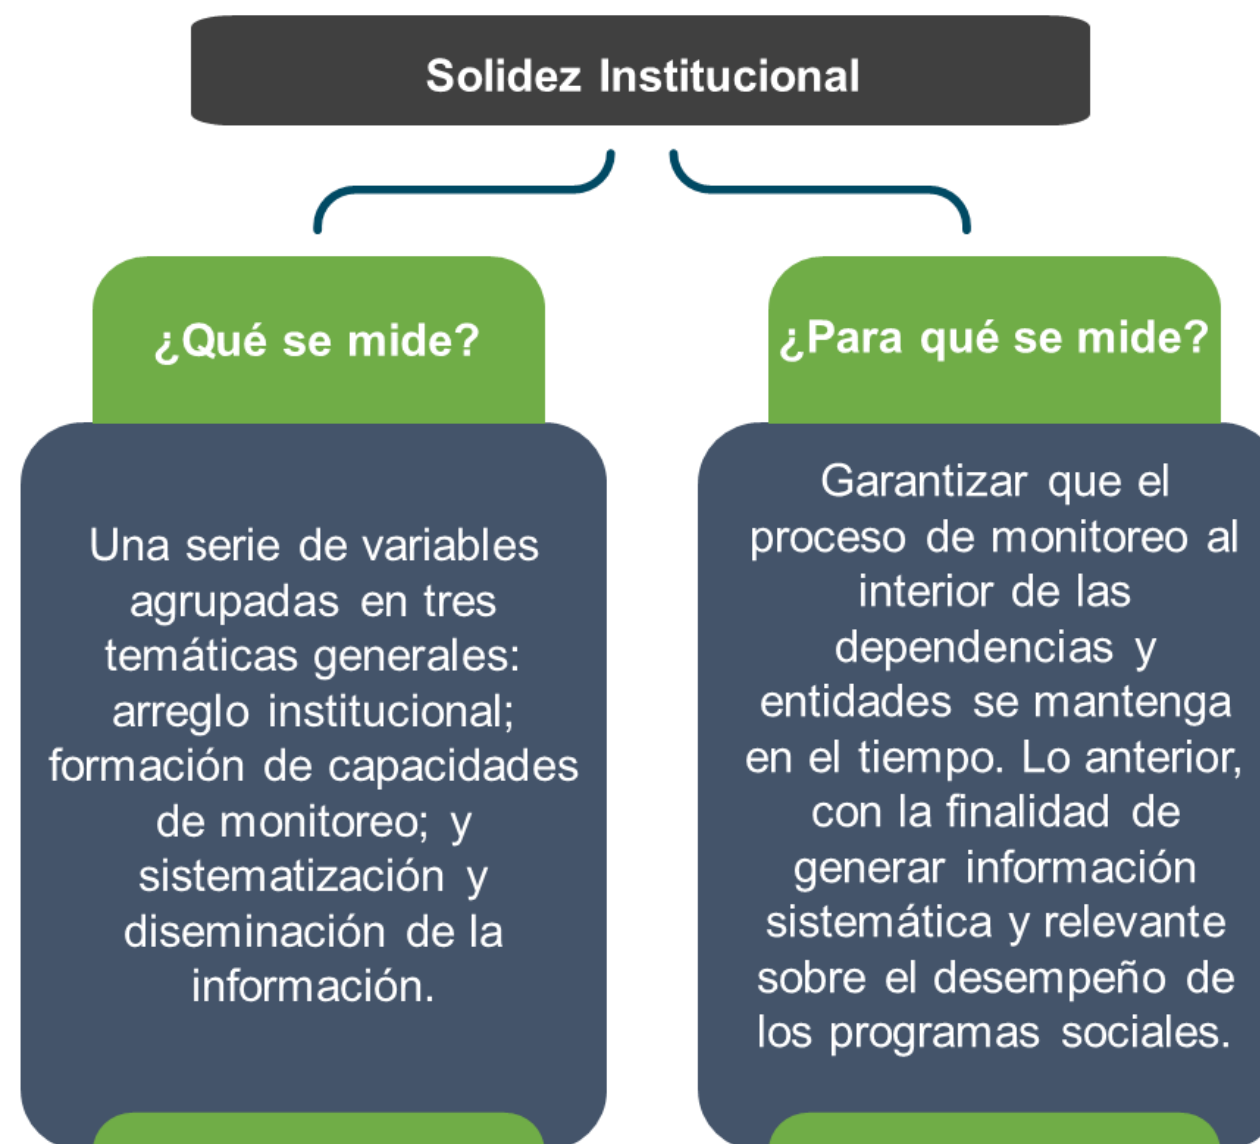 Solidez Institucional
¿Qué se mide?
Una serie de variables
agrupadas en tres
temáticas generales:
arreglo institucional;
formación de capacidades
de monitoreo; y
sistematización y
diseminación de la
información.
¿Para qué se mide?
Garantizar que el
proceso de monitoreo al
interior de las
dependencias y
entidades se mantenga
en el tiempo. Lo anterior,
con la finalidad de
generar información
sistemática y relevante
sobre el desempeño de
los programas sociales.